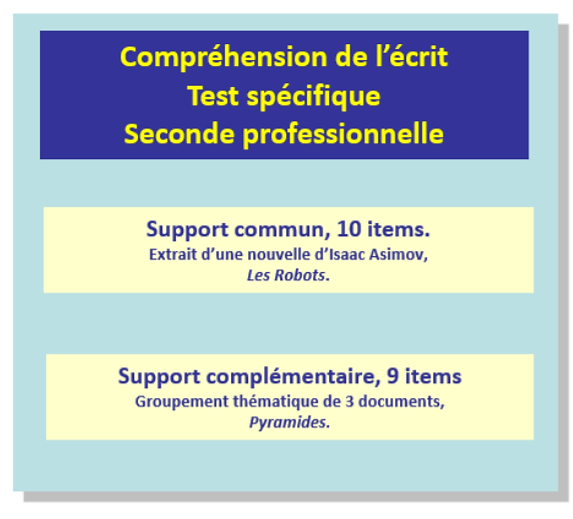 Compréhension de l’écrit
Test spécifique
Seconde professionnelle
Support commun, 10 items.
Extrait d’une nouvelle d’Isaac Asimov,
Les Robots.
Support complémentaire, 9 items
Groupement thématique de 3 documents,
Pyramides.